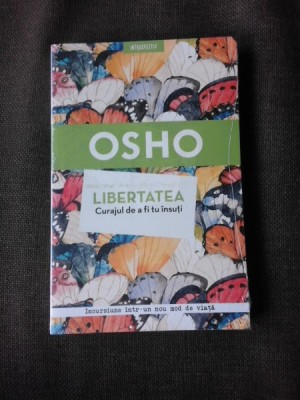 INTROSPECTIV
OSHO
LIBERTATEA
Curajul de a fi tu însuți
Incursiune într-un nou mod de viață